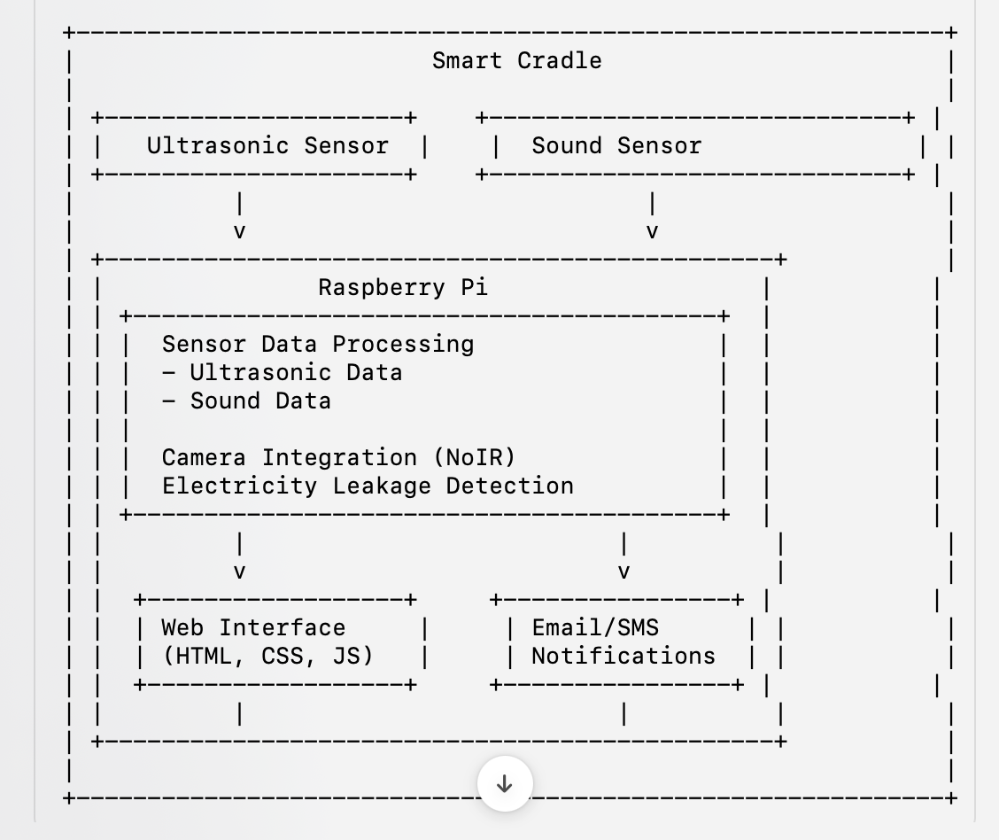 Smart Cradle
Ultrasonic Sensor Sound Sensor
v v
Raspberry Pi
Sensor Data Processing
– Ultrasonic Data
– Sound Data
Camera Integration (NoIR)
Electricity Leakage Detection
v v
Web Interface Email/SMS
(HTML, CSS, JS) Notifications